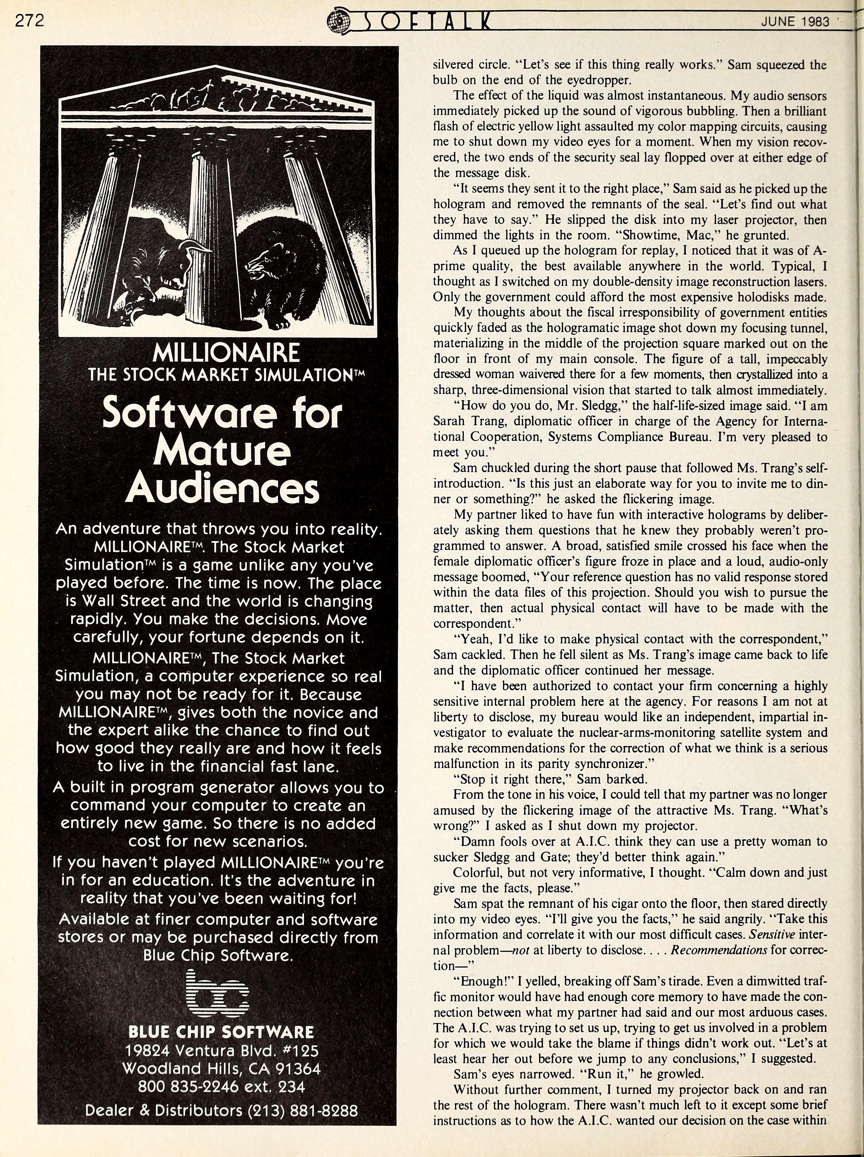 272
SOFTALK
JUNE 1983
MILLIONAIRE
THE STOCK MARKET SIMULATION™
Software for
Mature
Audiences
An adventure that throws you into reality.
MILLIONAIRE™. The Stock Market
Simulation™ is a game unlike any you've
played before. The time is now. The place
is Wall Street and the world is changing
rapidly. You make the decisions. Move
carefully, your fortune depends on it.
MILLIONAIRE™, The Stock Market
Simulation, a computer experience so real
you may not be ready for it. Because
MILLIONAIRE™, gives both the novice and
the expert alike the chance to find out
how good they really are and how it feels
to live in the financial fast lane.
A built in program generator allows you to
command your computer to create an
entirely new game. So there is no added
cost for new scenarios.
If you haven't played MILLIONAIRE™ you're
in for an education. It's the adventure in
reality that you've been waiting for!
Available at finer computer and software
stores or may be purchased directly from
Blue Chip Software.
bc
BLUE CHIP SOFTWARE
19824 Ventura Blvd. #125
Woodland Hills, CA 91364
800 835-2246 ext. 234
Dealer & Distributors (213) 881-8288
silvered circle. "Let's see if this thing really works." Sam squeezed the
bulb on the end of the eyedropper.
The effect of the liquid was almost instantaneous. My audio sensors
immediately picked up the sound of vigorous bubbling. Then a brilliant
flash of electric yellow light assaulted my color mapping circuits, causing
me to shut down my video eyes for a moment. When my vision recov-
ered, the two ends of the security seal lay flopped over at either edge of
the message disk.
"It seems they sent it to the right place," Sam said as he picked up the
hologram and removed the remnants of the seal. "Let's find out what
they have to say." He slipped the disk into my laser projector, then
dimmed the lights in the room. "Showtime, Mac," he grunted.
As I queued up the hologram for replay, I noticed that it was of A-
prime quality, the best available anywhere in the world. Typical, I
thought as I switched on my double-density image reconstruction lasers.
Only the government could afford the most expensive holodisks made.
My thoughts about the fiscal irresponsibility of government entities
quickly faded as the hologramatic image shot down my focusing tunnel,
materializing in the middle of the projection square marked out on the
floor in front of my main console. The figure of a tall, impeccably
dressed woman waivered there for a few moments, then crystallized into a
sharp, three-dimensional vision that started to talk almost immediately.
"How do you do, Mr. Sledgg," the half-life-sized image said. "I am
Sarah Trang, diplomatic officer in charge of the Agency for Interna-
tional Cooperation, Systems Compliance Bureau. I'm very pleased to
meet you."
Sam chuckled during the short pause that followed Ms. Trang's self-
introduction. "Is this just an elaborate way for you to invite me to din-
ner or something?" he asked the flickering image.
My partner liked to have fun with interactive holograms by deliber-
ately asking them questions that he knew they probably weren't pro-
grammed to answer. A broad, satisfied smile crossed his face when the
female diplomatic officer's figure froze in place and a loud, audio-only
message boomed, "Your reference question has no valid response stored
within the data files of this projection. Should you wish to pursue the
matter, then actual physical contact will have to be made with the
correspondent."
"Yeah, I'd like to make physical contact with the correspondent,"
Sam cackled. Then he fell silent as Ms. Trang's image came back to life
and the diplomatic officer continued her message.
"I have been authorized to contact your firm concerning a highly
sensitive internal problem here at the agency. For reasons I am not at
liberty to disclose, my bureau would like an independent, impartial in-
vestigator to evaluate the nuclear-arms-monitoring satellite system and
make recommendations for the correction of what we think is a serious
malfunction in its parity synchronizer."
"Stop it right there," Sam barked.
From the tone in his voice, I could tell that my partner was no longer
amused by the flickering image of the attractive Ms. Trang. "What's
wrong?" I asked as I shut down my projector.
"Damn fools over at A.I.C. think they can use a pretty woman to
sucker Sledgg and Gate; they'd better think again."
Colorful, but not very informative, I thought. "Calm down and just
give me the facts, please."
Sam spat the remnant of his cigar onto the floor, then stared directly
into my video eyes. "I'll give you the facts," he said angrily. "Take this
information and correlate it with our most difficult cases. Sensitive inter-
nal problem—not at liberty to disclose. . . . Recommendations for correc-
tion—"
"Enough!" I yelled, breaking off Sam's tirade. Even a dimwitted traf-
fic monitor would have had enough core memory to have made the con-
nection between what my partner had said and our most arduous cases.
The A.I.C. was trying to set us up, trying to get us involved in a problem
for which we would take the blame if things didn't work out. "Let's at
least hear her out before we jump to any conclusions," I suggested.
Sam's eyes narrowed. "Run it," he growled.
Without further comment, I turned my projector back on and ran
the rest of the hologram. There wasn't much left to it except some brief
instructions as to how the A.I.C. wanted our decision on the case within